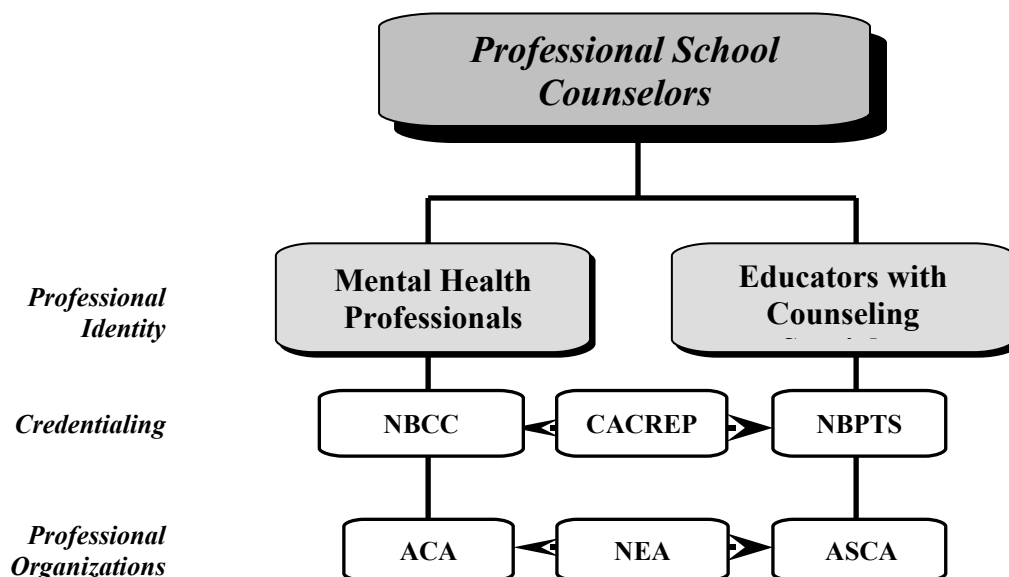 Professional School
Counselors
Mental Health
Professionals
Educators with
Counseling
Professional
Identity
Credentialing
NBCC
CACREP
NBPTS
Professional
Organizations
ACA
NEA
ASCA